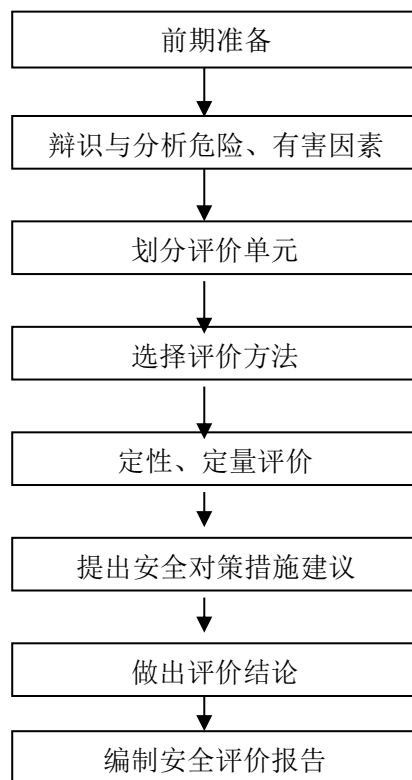 前期准备
辩识与分析危险、有害因素
划分评价单元
选择评价方法
定性、定量评价
提出安全对策措施建议
做出评价结论
编制安全评价报告